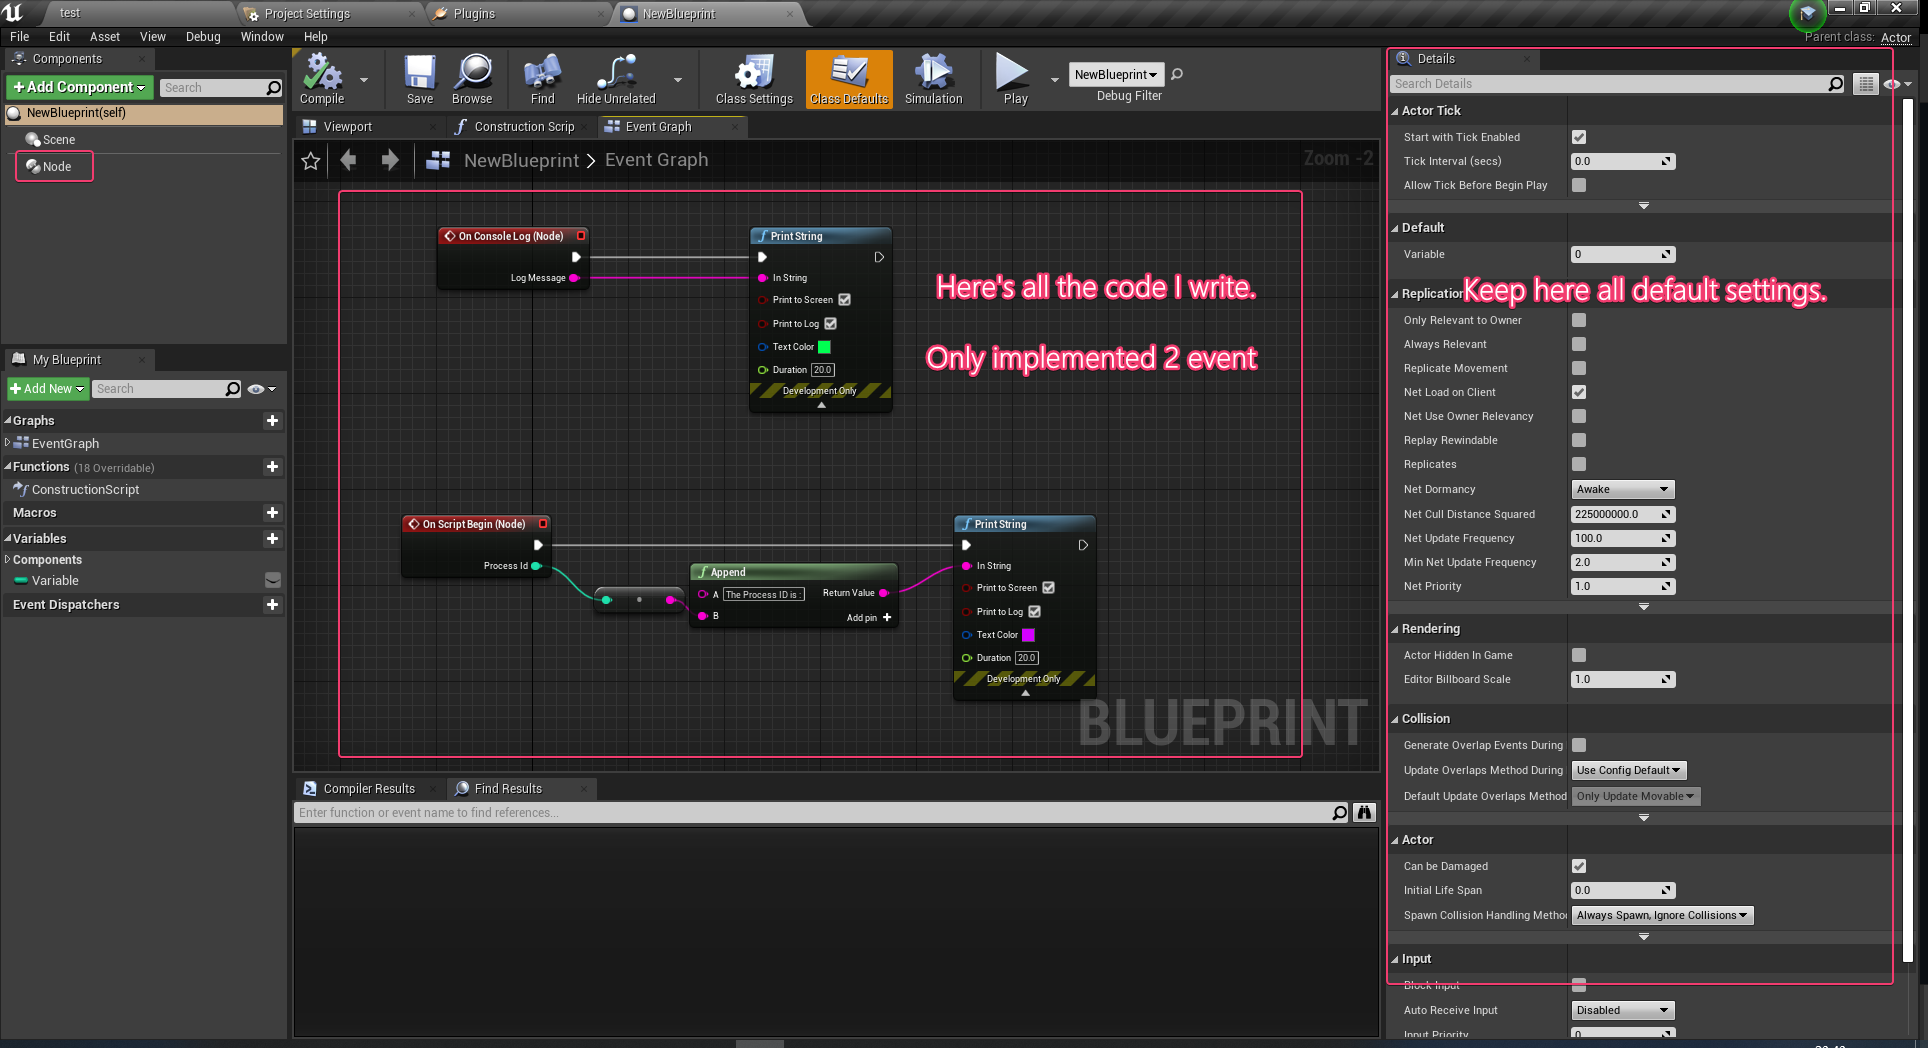 test
Project Settings
Plugins
NewBlueprint
File Edit Asset View Debug Window Help
Parent class: Actor
Components
+Add Component
Search
NewBlueprint(self)
Scene
Node
My Blueprint
+Add New
Search
Graphs
EventGraph
Functions (18 Overridable)
ConstructionScript
Macros
Variables
Components
Variable
Event Dispatchers
Compile
Save
Browse
Find
Hide Unrelated
Class Settings
Class Defaults
Simulation
Play
NewBlueprint
Debug Filter
Viewport
Construction Scrip
Event Graph
NewBlueprint > Event Graph
Zoom -2
On Console Log (Node)
Log Message
Print String
In String
Print to Screen
Print to Log
Text Color
Duration 20.0
Development Only
Here's all the code I write.
Only implemented 2 event
On Script Begin (Node)
Process Id
Append
A The Process ID is :
Return Value
B
Add pin +
Print String
In String
Print to Screen
Print to Log
Text Color
Duration 20.0
Development Only
BLUEPRINT
Compiler Results
Find Results
Enter function or event name to find references...
Details
Search Details
Actor Tick
Start with Tick Enabled
Tick Interval (secs) 0.0
Allow Tick Before Begin Play
Default
Variable 0
Replication
Keep here all default settings.
Only Relevant to Owner
Always Relevant
Replicate Movement
Net Load on Client
Net Use Owner Relevancy
Replay Rewindable
Replicates
Net Dormancy Awake
Net Cull Distance Squared 225000000.0
Net Update Frequency 100.0
Min Net Update Frequency 2.0
Net Priority 1.0
Rendering
Actor Hidden In Game
Editor Billboard Scale 1.0
Collision
Generate Overlap Events During
Update Overlaps Method During Use Config Default
Default Update Overlaps Method Only Update Movable
Actor
Can be Damaged
Initial Life Span 0.0
Spawn Collision Handling Metho Always Spawn, Ignore Collisions
Input
Block Input
Auto Receive Input Disabled
Input Priority 0